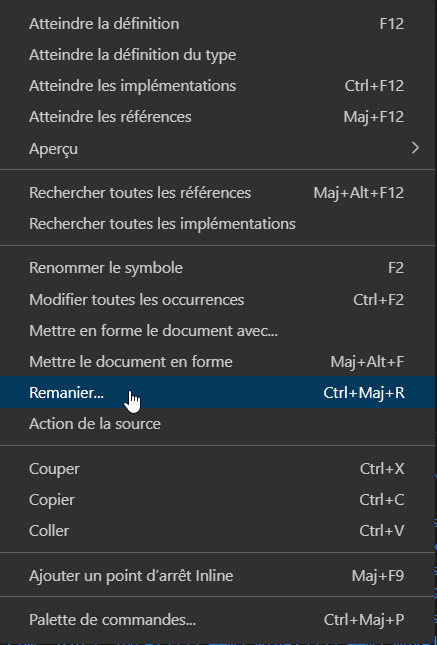 Atteindre la définition F12
Atteindre la définition du type
Atteindre les implémentations Ctrl+F12
Atteindre les références Maj+F12
Aperçu
Rechercher toutes les références Maj+Alt+F12
Rechercher toutes les implémentations
Renommer le symbole F2
Modifier toutes les occurrences Ctrl+F2
Mettre en forme le document avec...
Mettre le document en forme Maj+Alt+F
Remanier... Ctrl+Maj+R
Action de la source
Couper Ctrl+X
Copier Ctrl+C
Coller Ctrl+V
Ajouter un point d’arrêt Inline Maj+F9
Palette de commandes... Ctrl+Maj+P